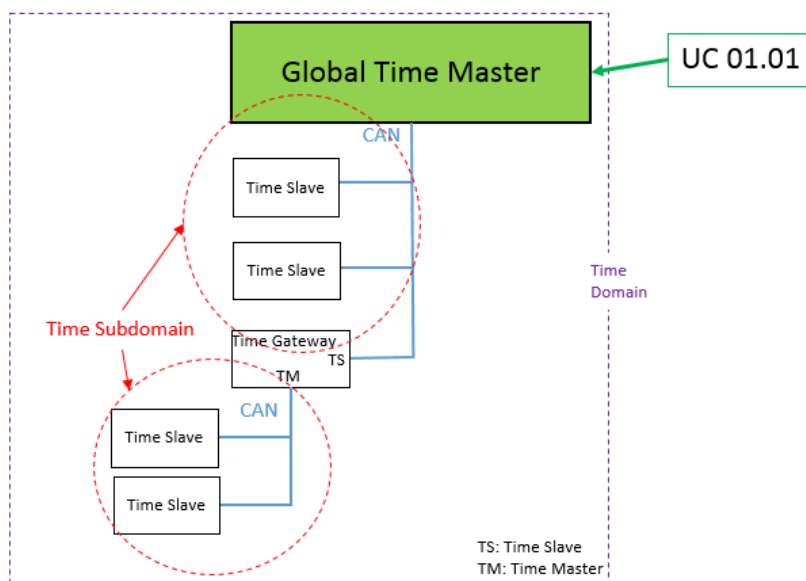 Global Time Master
UC 01.01
CAN
Time Slave
Time Slave
Time
Domain
Time Subdomain
Time Gateway
TS
TM
CAN
Time Slave
Time Slave
TS: Time Slave
TM: Time Master